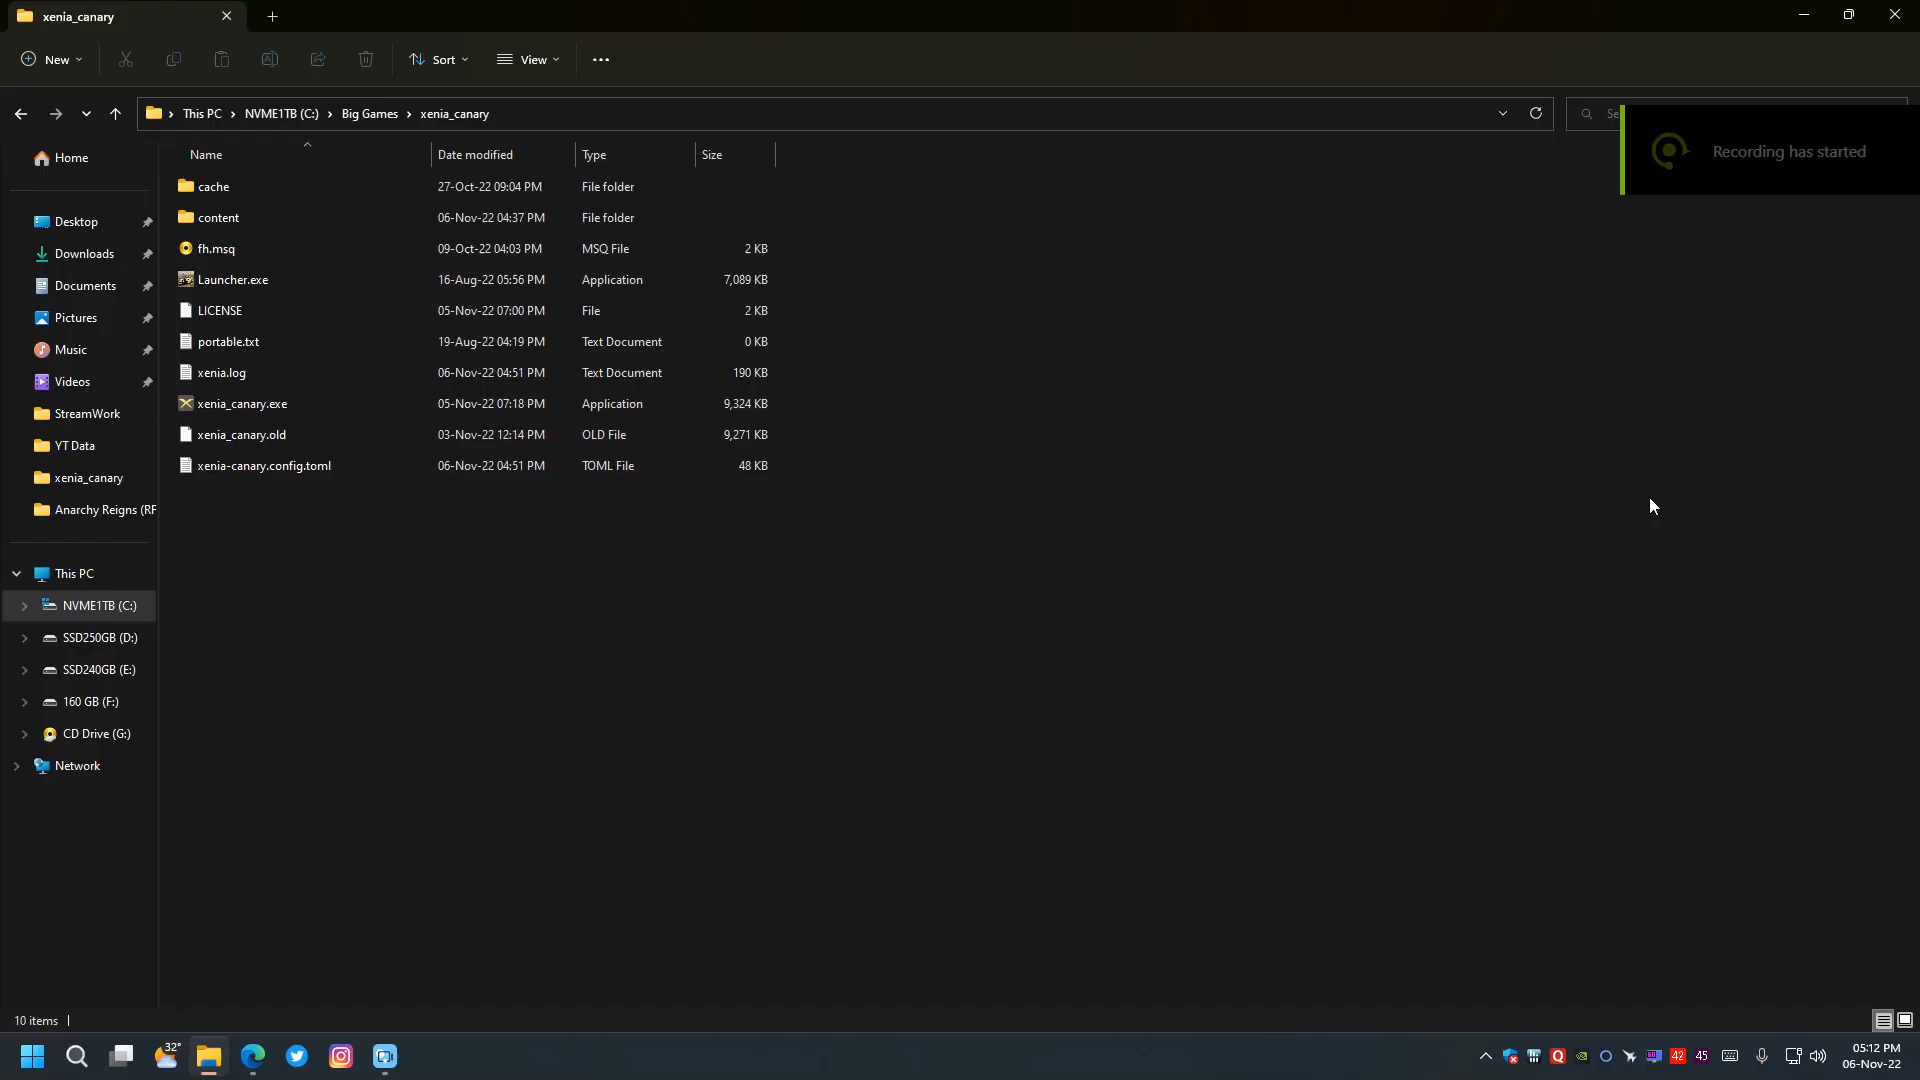 xenia_canary
New
Sort
View
This PC
NVME1TB (C:)
Big Games
xenia_canary
Se
Recording has started
Home
Desktop
Downloads
Documents
Pictures
Music
Videos
StreamWork
YT Data
xenia_canary
Anarchy Reigns (RF
This PC
NVME1TB (C:)
SSD250GB (D:)
SSD240GB (E:)
160 GB (F:)
CD Drive (G:)
Network
Name Date modified Type Size
cache 27-Oct-22 09:04 PM File folder
content 06-Nov-22 04:37 PM File folder
fh.msq 09-Oct-22 04:03 PM MSQ File 2 KB
Launcher.exe 16-Aug-22 05:56 PM Application 7,089 KB
LICENSE 05-Nov-22 07:00 PM File 2 KB
portable.txt 19-Aug-22 04:19 PM Text Document 0 KB
xenia.log 06-Nov-22 04:51 PM Text Document 190 KB
xenia_canary.exe 05-Nov-22 07:18 PM Application 9,324 KB
xenia_canary.old 03-Nov-22 12:14 PM OLD File 9,271 KB
xenia-canary.config.toml 06-Nov-22 04:51 PM TOML File 48 KB
10 items
32°
Q
60
42
45
05:12 PM
06-Nov-22